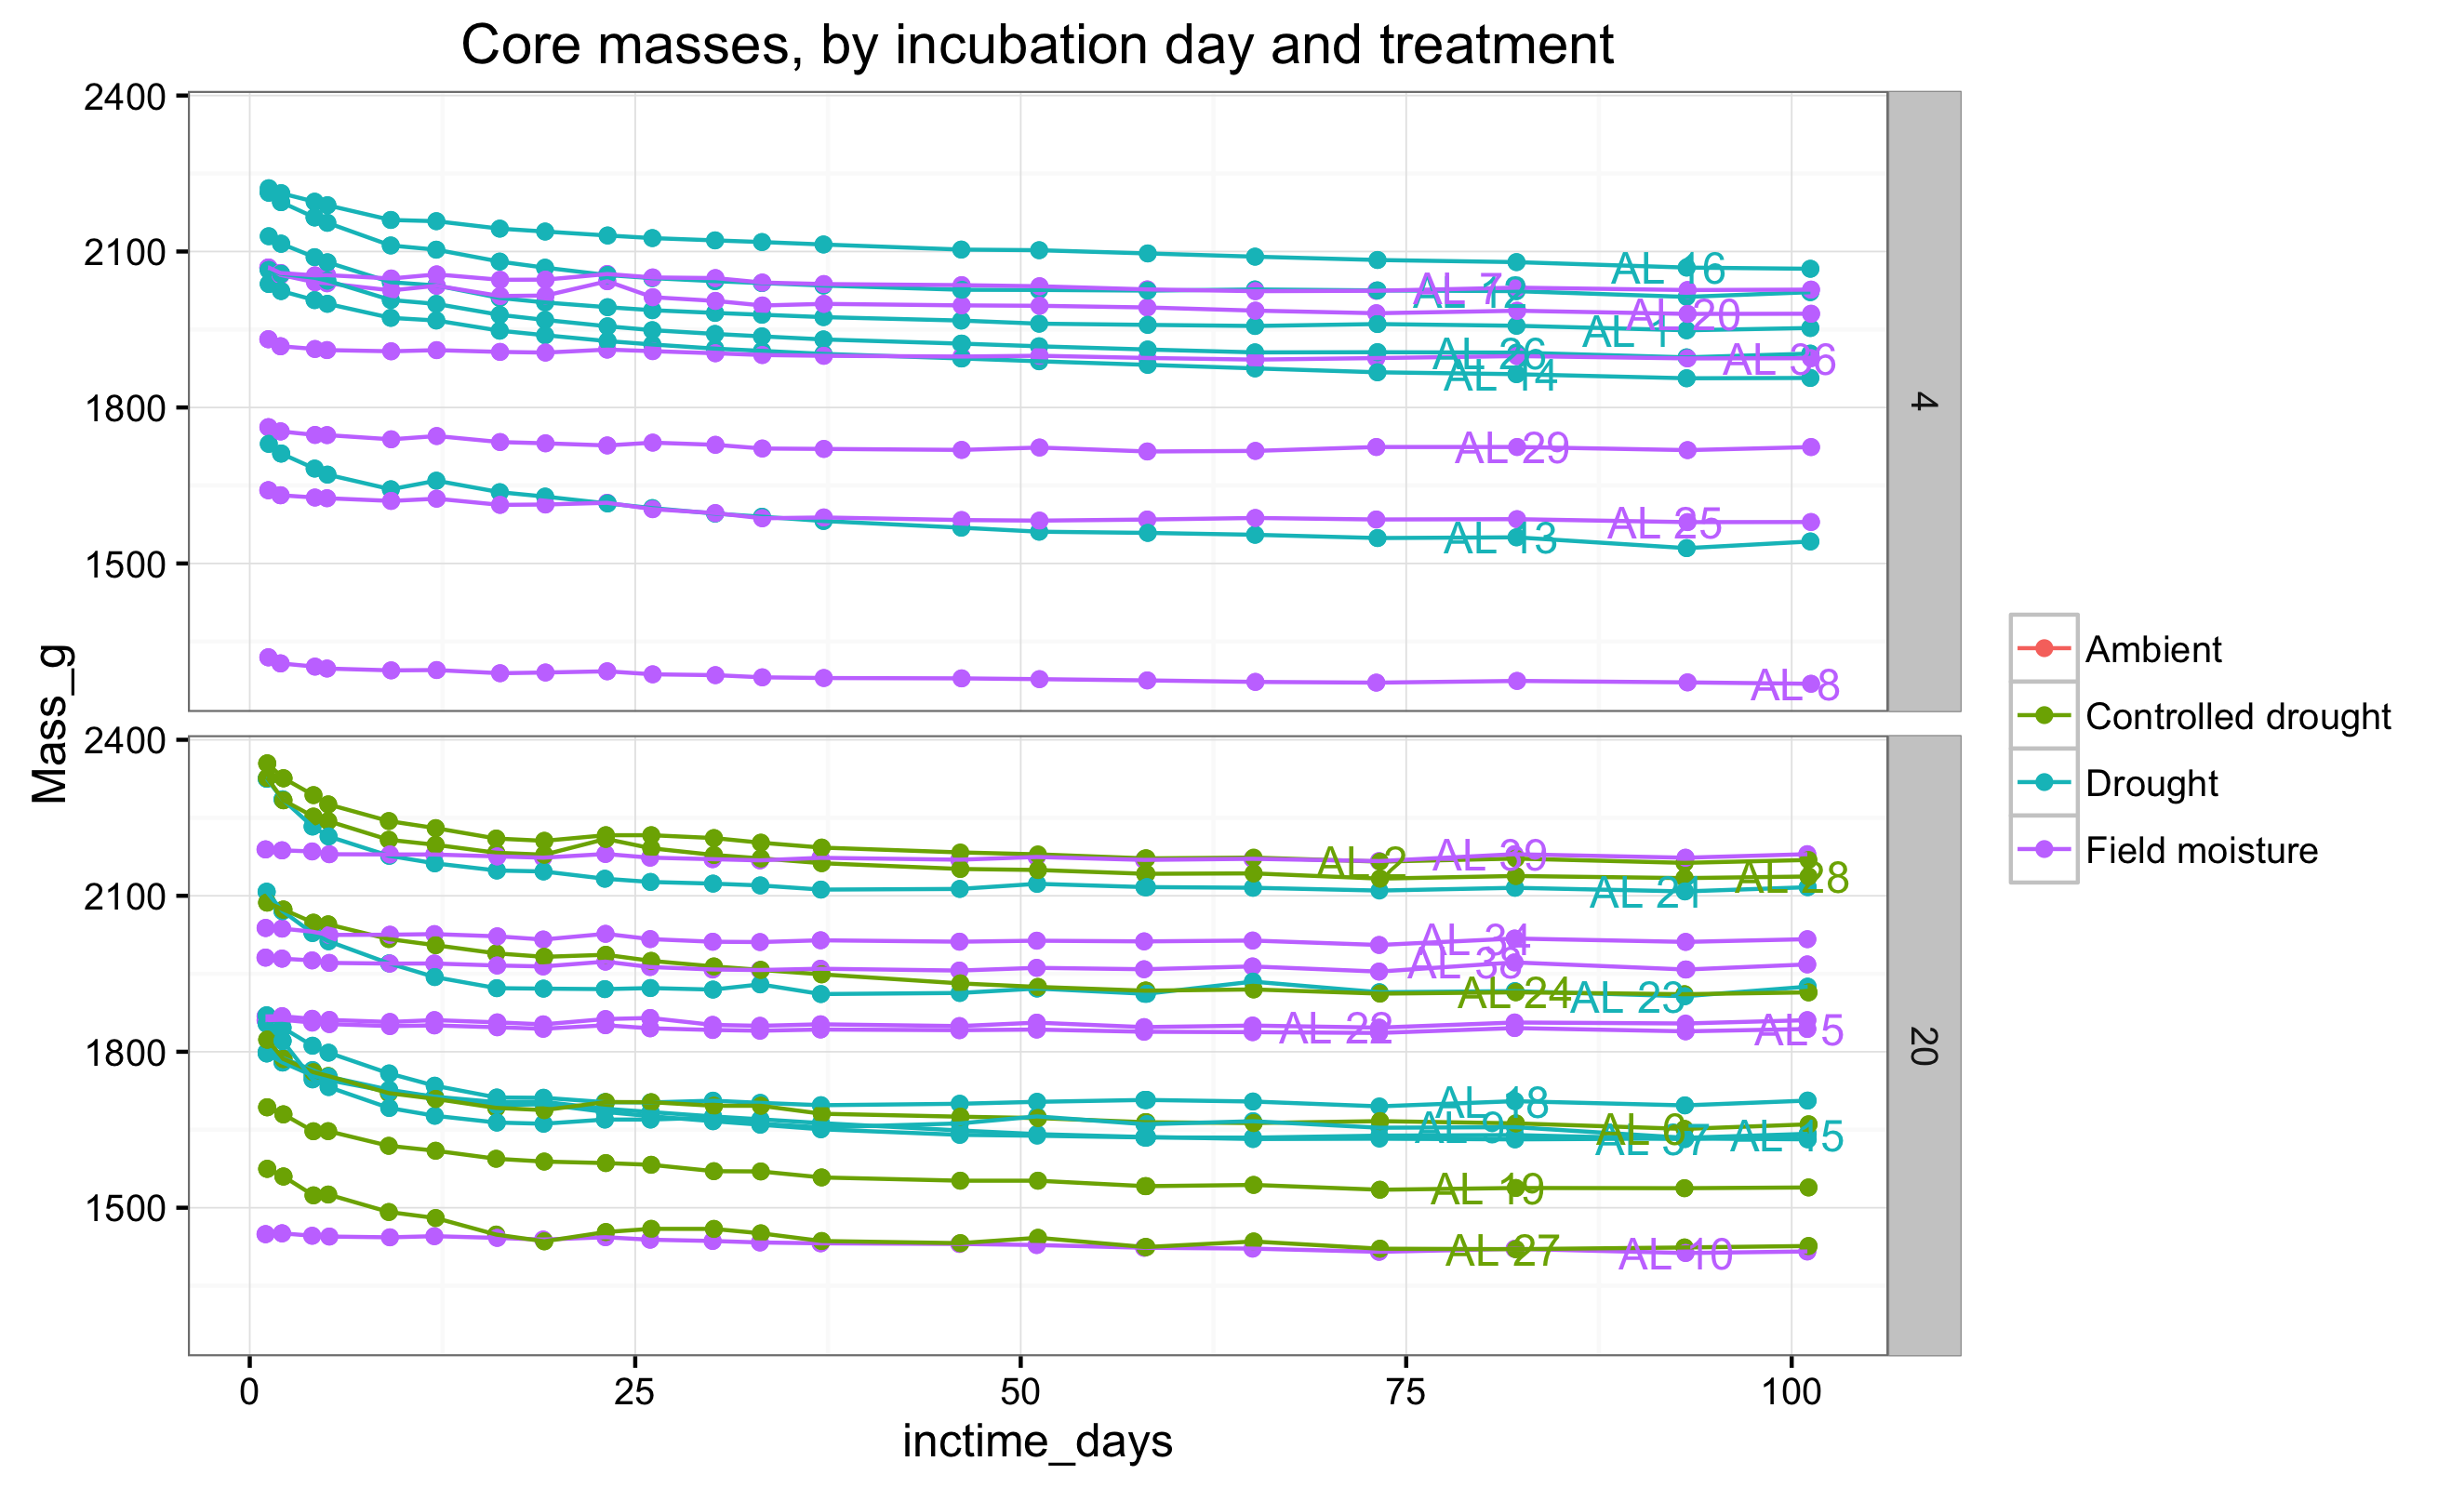 Core masses, by incubation day and treatment
Mass_g
2400
2100
1800
1500
AL 16
AL 7
AL 12
AL 20
AL 1
AL 26
AL 36
AL 14
AL 29
AL 25
AL 13
AL 8
4
2400
2100
1800
1500
AL 2
AL 39
AL 28
AL 21
AL 34
AL 38
AL 24
AL 23
AL 22
AL 5
AL 18
AL 37
AL 15
AL 19
AL 27
AL 10
20
0
25
50
75
100
inctime_days
Ambient
Controlled drought
Drought
Field moisture